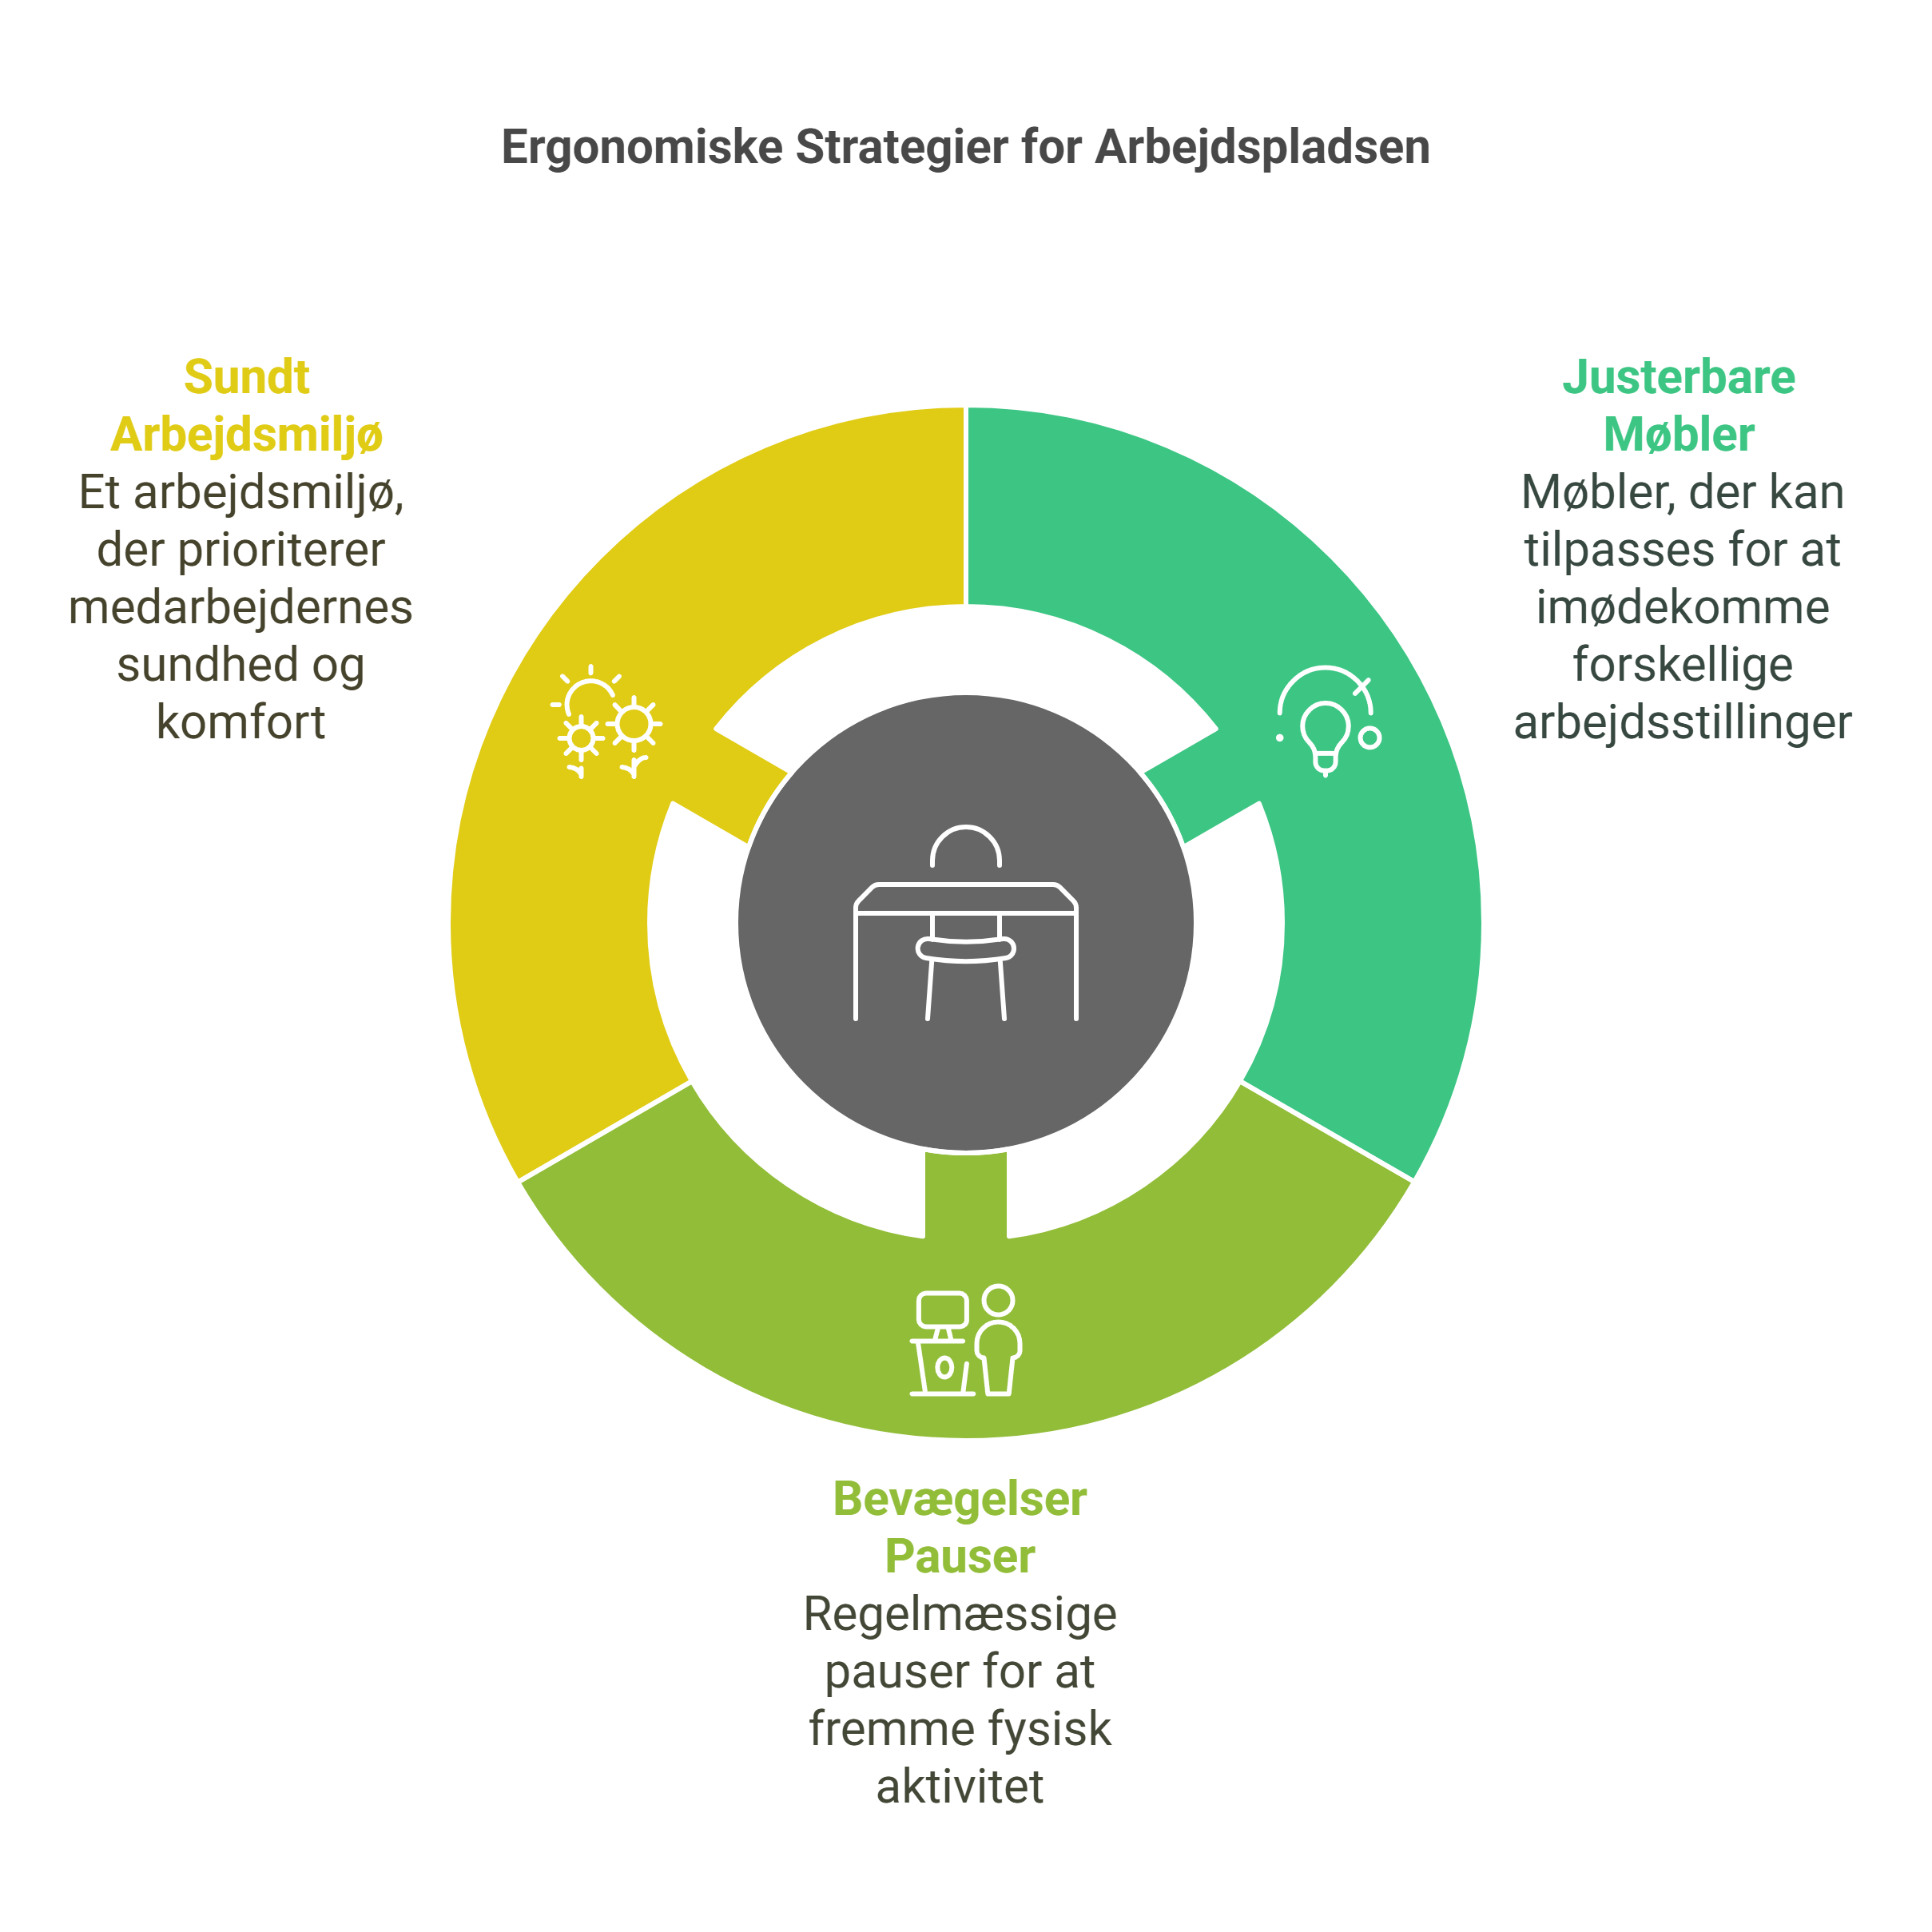 Ergonomiske Strategier for Arbejdspladsen
Sundt
Arbejdsmiljø
Et arbejdsmiljø,
der prioriterer
medarbejdernes
sundhed og
komfort
Justerbare
Møbler
Møbler, der kan
tilpasses for at
imødekomme
forskellige
arbejdsstillinger
Bevægelser
Pauser
Regelmæssige
pauser for at
fremme fysisk
aktivitet